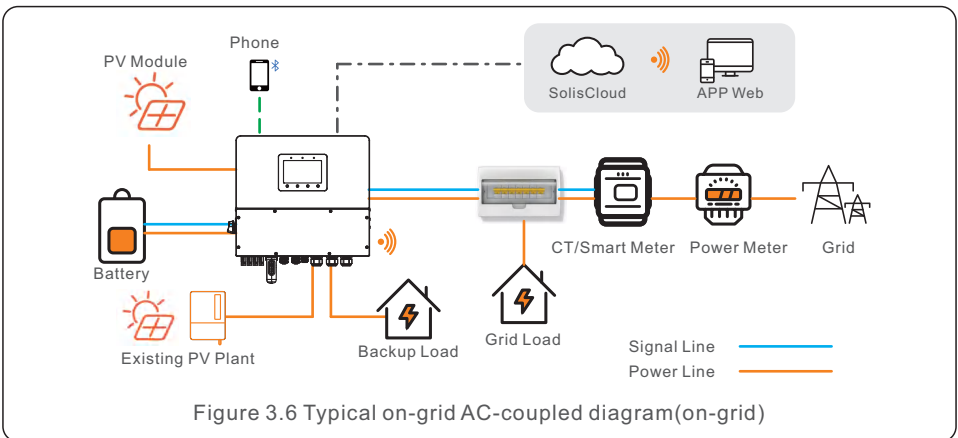 Phone
PV Module
SolisCloud
APP Web
CT/Smart Meter
Power Meter
Grid
Battery
Grid Load
Backup Load
Existing PV Plant
Signal Line
Power Line
Figure 3.6 Typical on-grid AC-coupled diagram(on-grid)